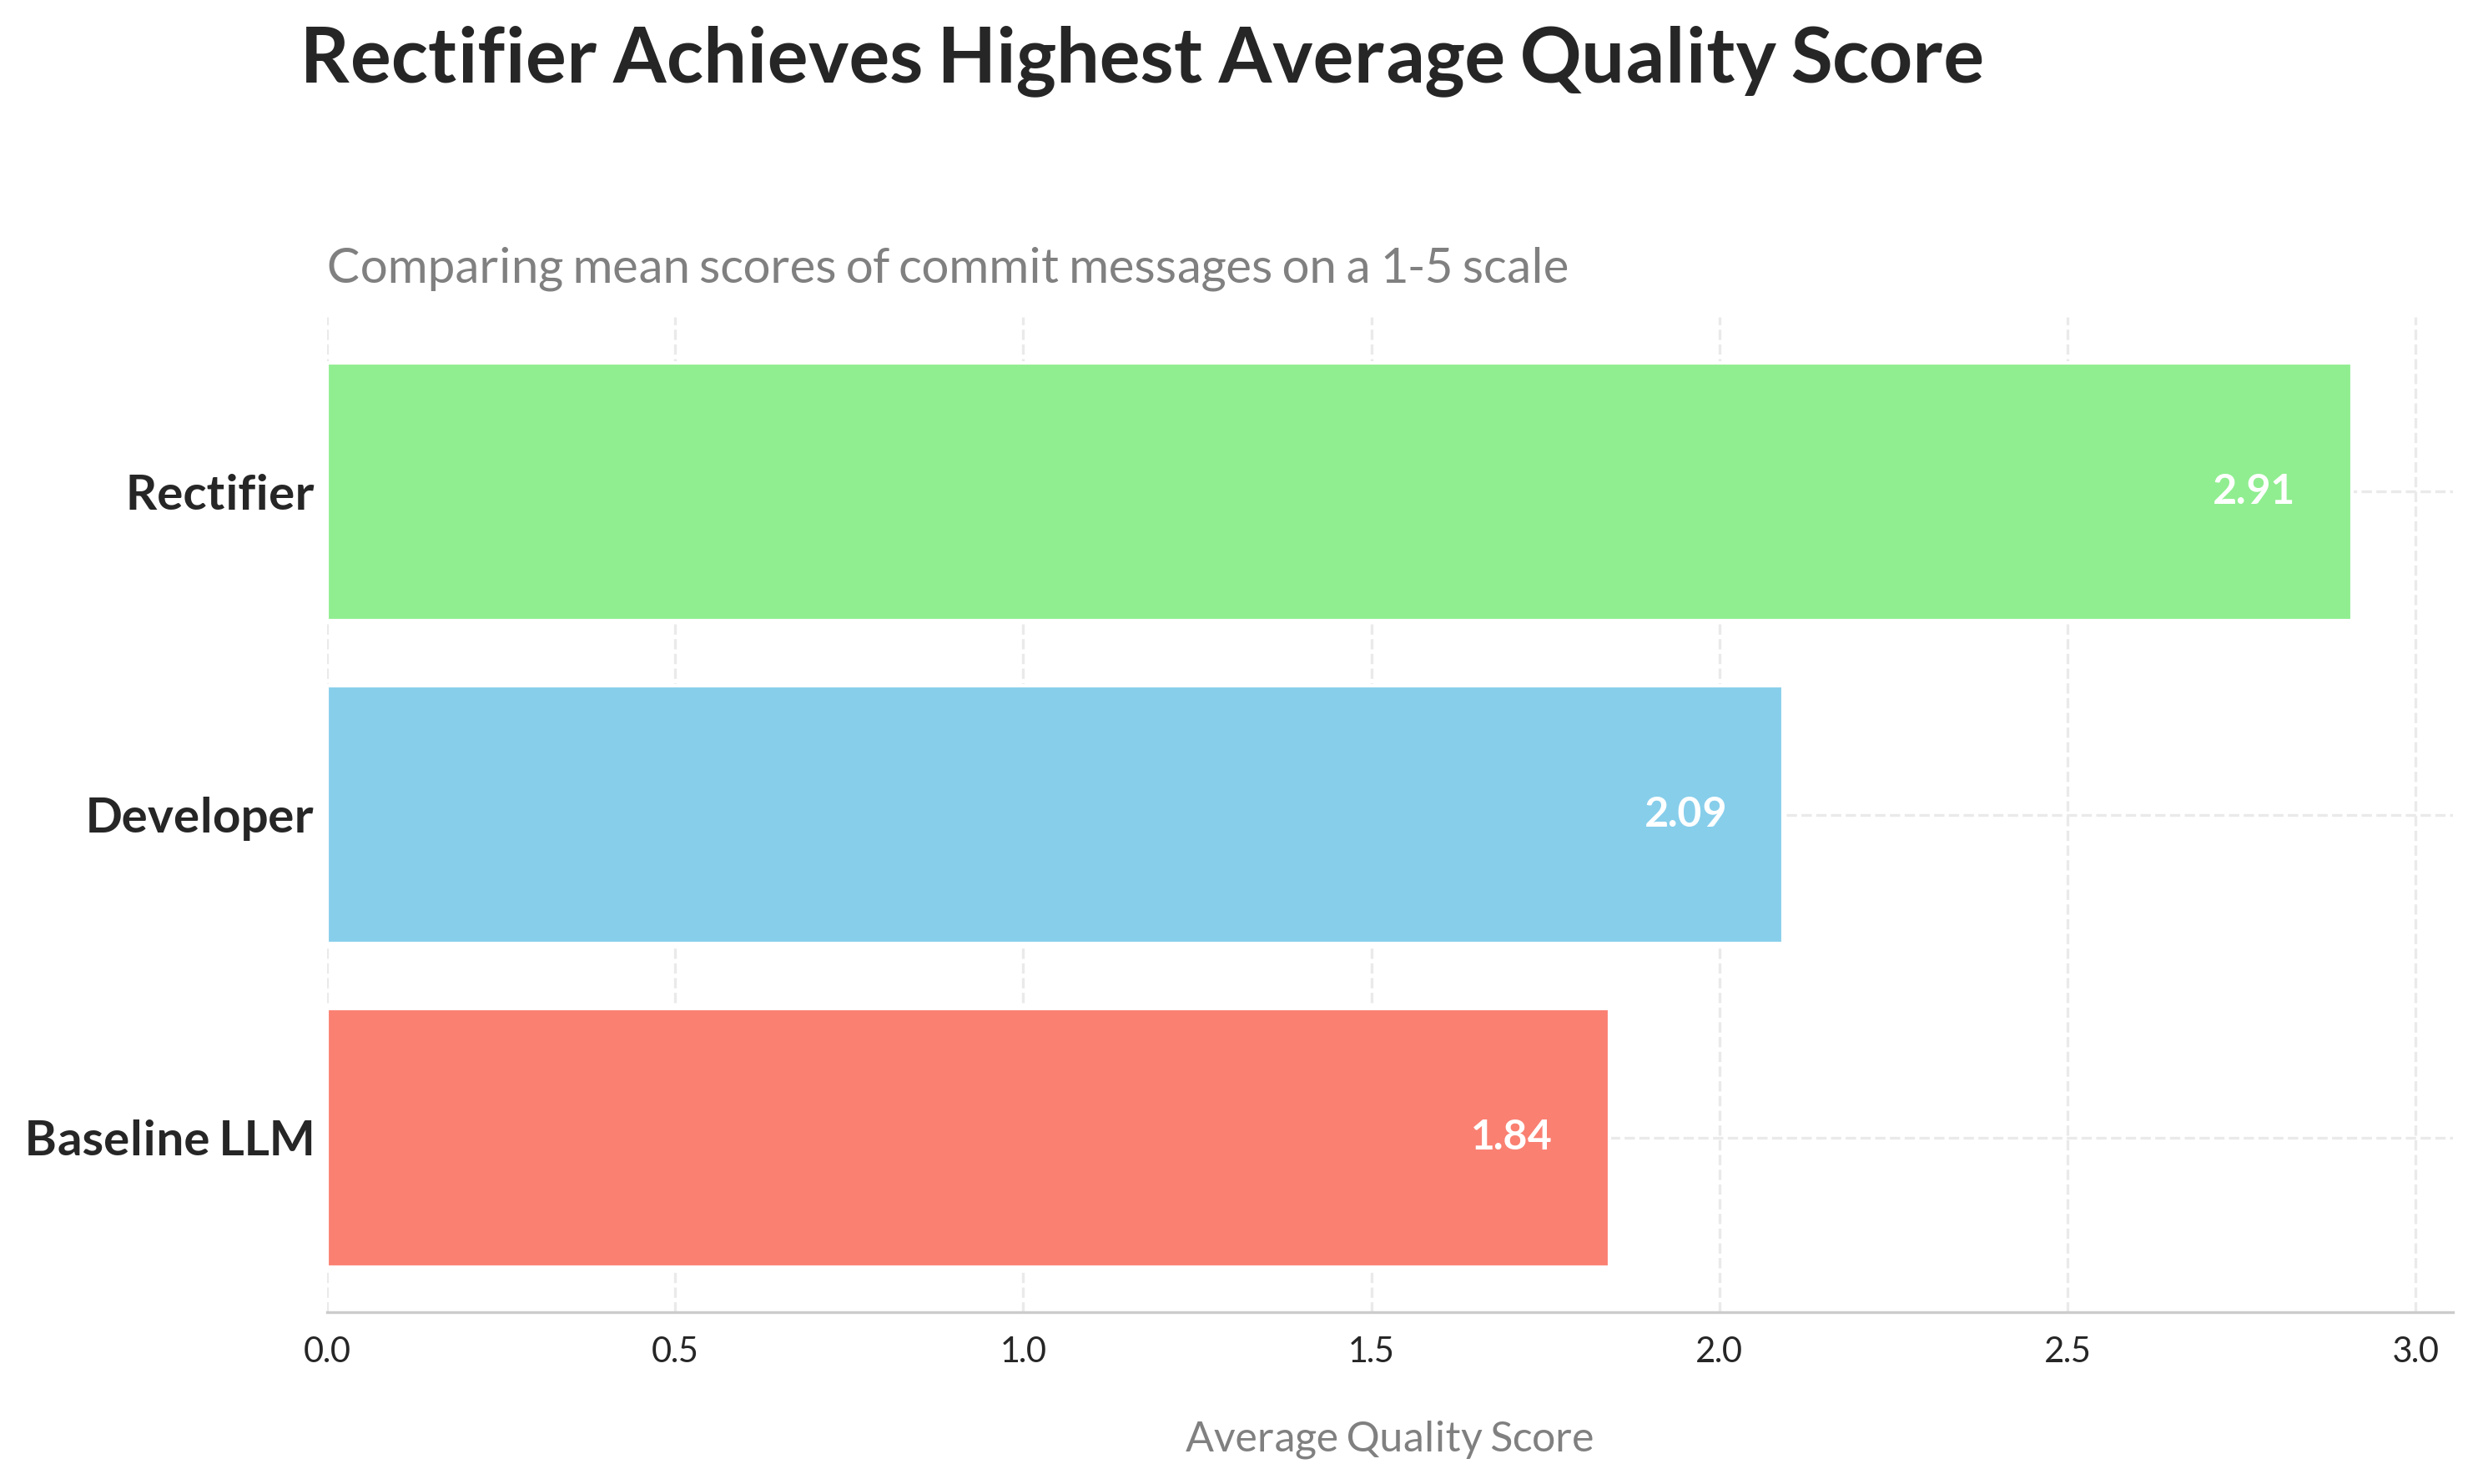 Rectifier Achieves Highest Average Quality Score
Comparing mean scores of commit messages on a 1-5 scale
Rectifier
2.91
Developer
2.09
Baseline LLM
1.84
0.0 0.5 1.0 1.5 2.0 2.5 3.0
Average Quality Score